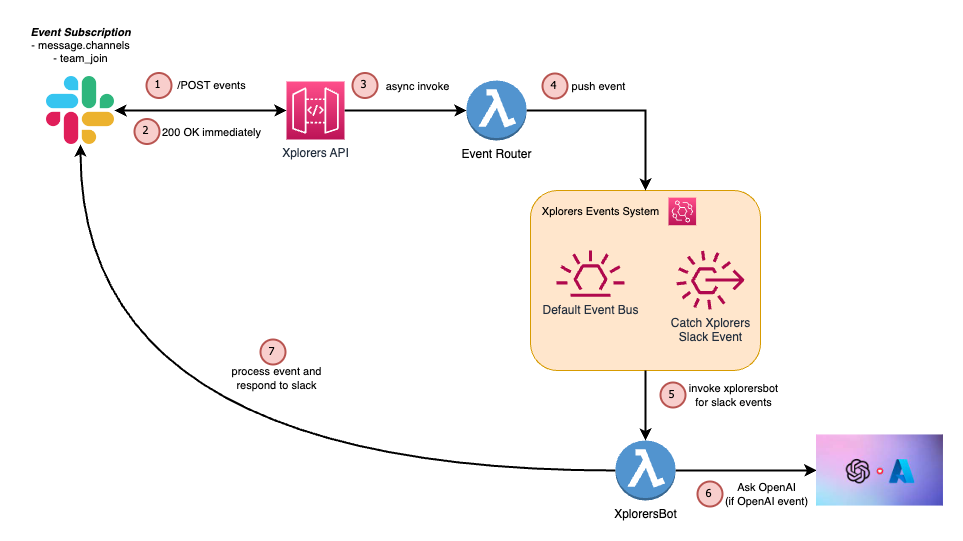 Event Subscription
- message.channels
- team_join
1
/POST events
2
200 OK immediately
Xplorers API
3
async invoke
Event Router
4
push event
Xplorers Events System
Default Event Bus
Catch Xplorers
Slack Event
5
invoke xplorersbot
for slack events
XplorersBot
6
Ask OpenAI
(if OpenAI event)
7
process event and
respond to slack